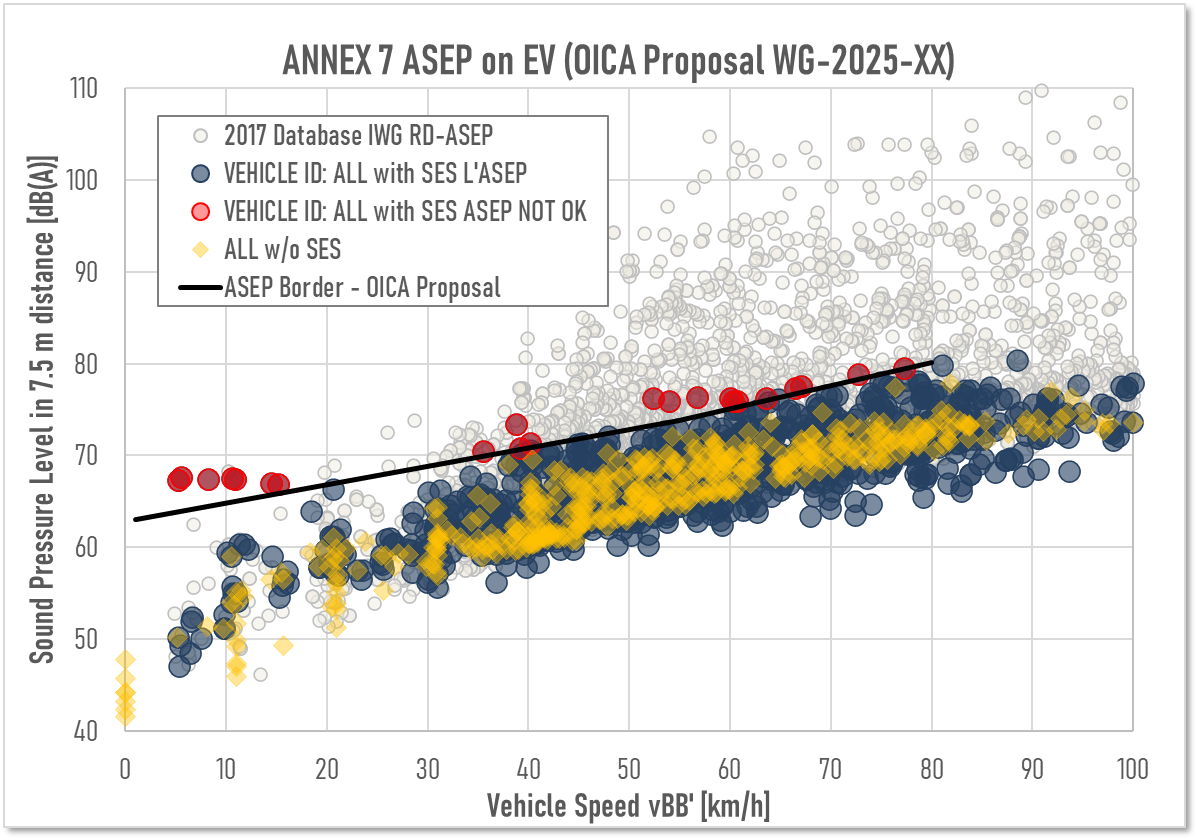 ANNEX 7 ASEP on EV (OICA Proposal WG-2025-XX)
110
100
90
80
70
60
50
40
Sound Pressure Level in 7.5 m distance [dB(A)]
2017 Database IWG RD-ASEP
VEHICLE ID: ALL with SES L'ASEP
VEHICLE ID: ALL with SES ASEP NOT OK
ALL w/o SES
ASEP Border - OICA Proposal
0 10 20 30 40 50 60 70 80 90 100
Vehicle Speed vBB' [km/h]